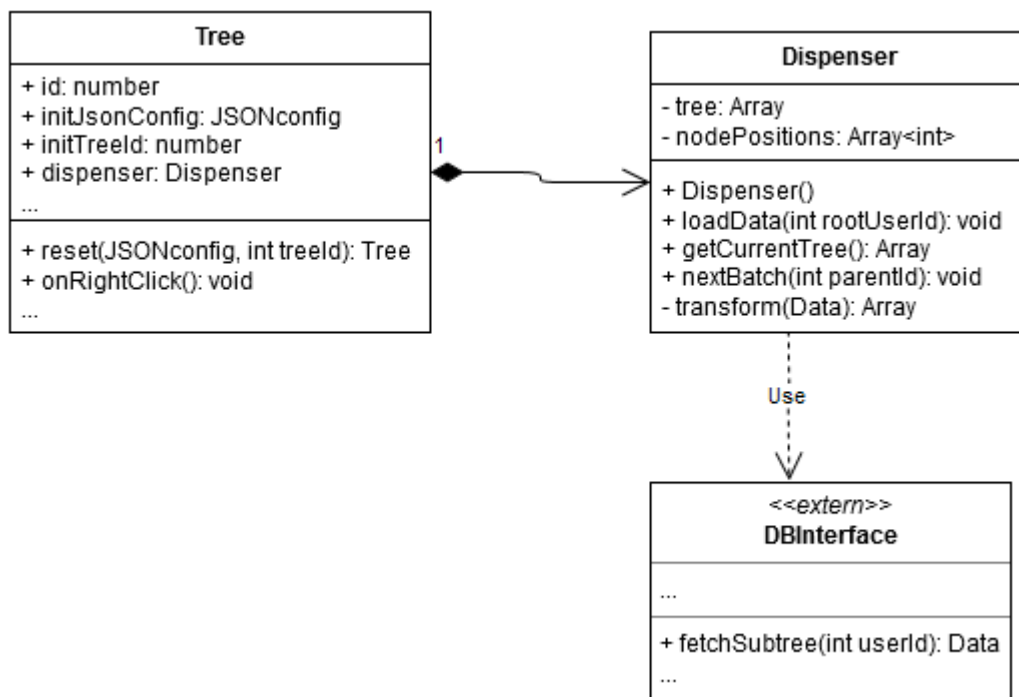 Tree
+ id: number
+ initJsonConfig: JSONconfig
+ initTreeId: number
+ dispenser: Dispenser
...
+ reset(JSONconfig, int treeId): Tree
+ onRightClick(): void
...
1
Dispenser
- tree: Array
- nodePositions: Array<int>
+ Dispenser()
+ loadData(int rootUserId): void
+ getCurrentTree(): Array
+ nextBatch(int parentId): void
- transform(Data): Array
Use
<<extern>>
DBInterface
...
+ fetchSubtree(int userId): Data
...